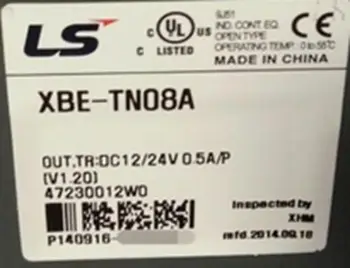 LS
C UL US
C LISTED
9J51
IND. CONT. EQ.
OPEN TYPE
OPERATING TEMP.: 0 to 55°C
CE
MADE IN CHINA
XBE-TN08A
OUT,TR:DC12/24V 0.5A/P
(V1.20)
47230012W0
Inspected by
XHM
P140916-
mfd.2014.09.18